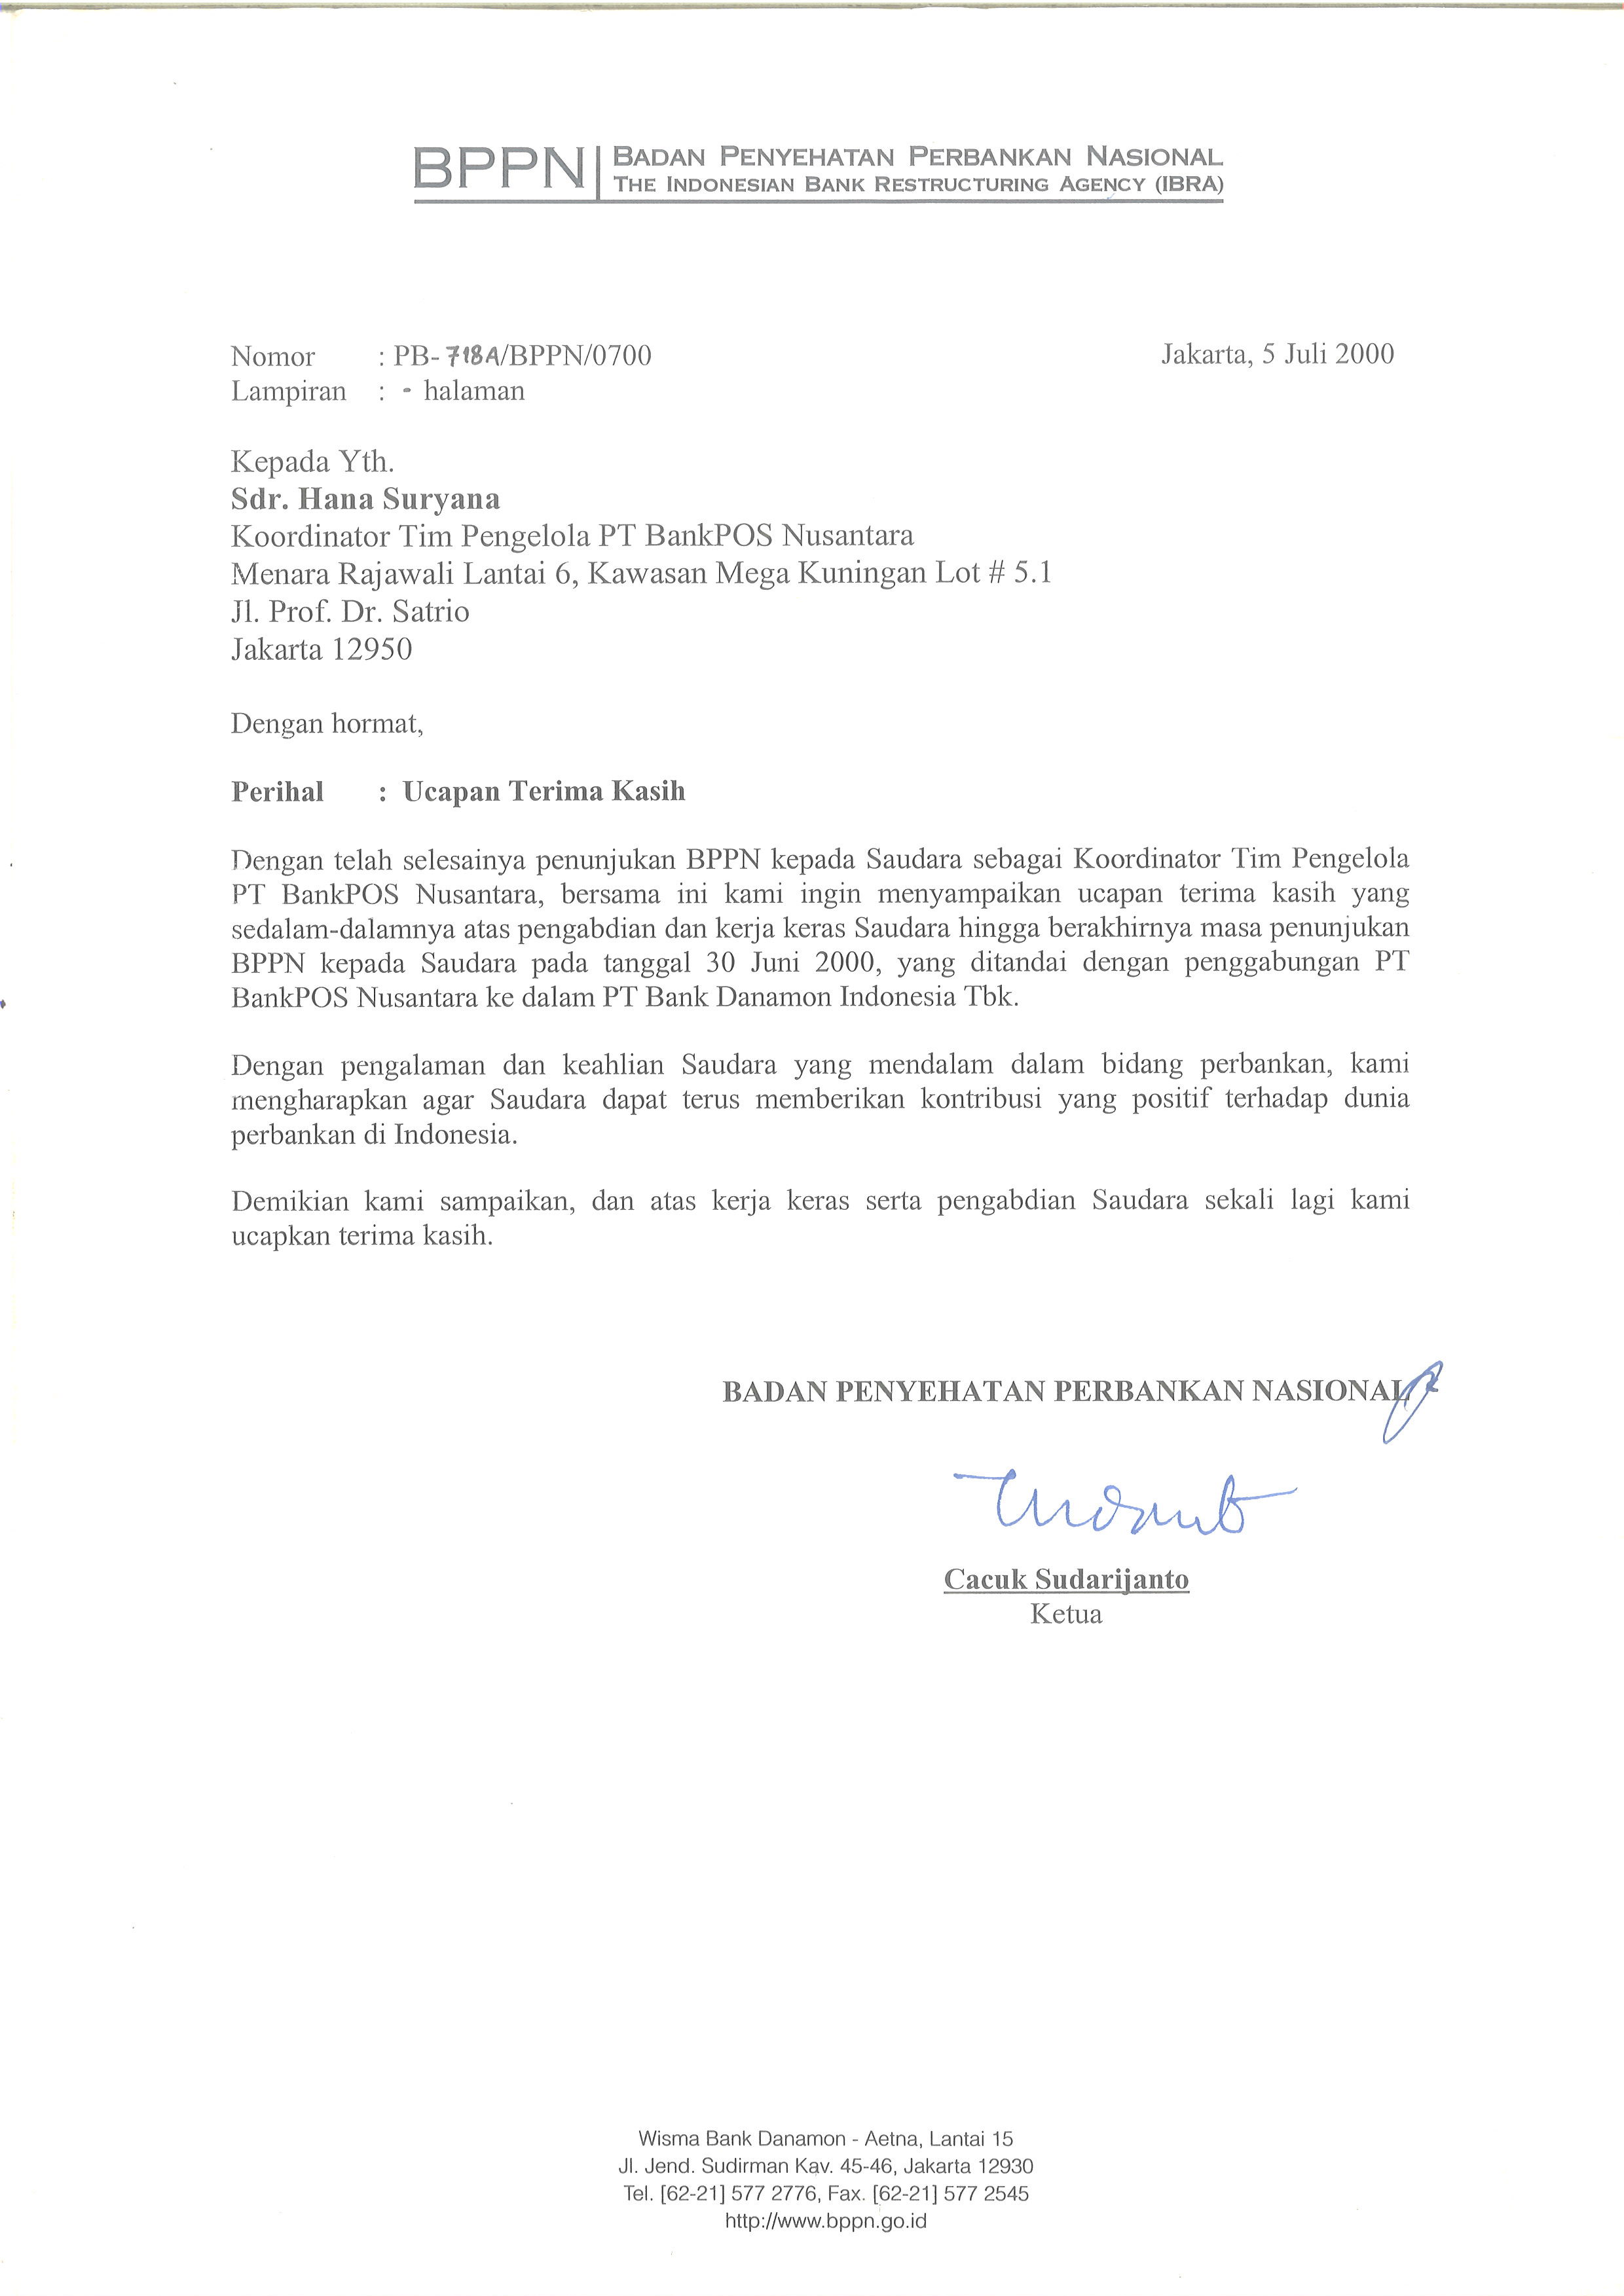 BPPN BADAN PENYEHATAN PERBANKAN NASIONAL
THE INDONESIAN BANK RESTRUCTURING AGENCY (IBRA)
Nomor : PB-718A/BPPN/0700 Jakarta, 5 Juli 2000
Lampiran : - halaman
Kepada Yth.
Sdr. Hana Suryana
Koordinator Tim Pengelola PT BankPOS Nusantara
Menara Rajawali Lantai 6, Kawasan Mega Kuningan Lot # 5.1
Jl. Prof. Dr. Satrio
Jakarta 12950
Dengan hormat,
Perihal : Ucapan Terima Kasih
Dengan telah selesainya penunjukan BPPN kepada Saudara sebagai Koordinator Tim Pengelola
PT BankPOS Nusantara, bersama ini kami ingin menyampaikan ucapan terima kasih yang
sedalam-dalamnya atas pengabdian dan kerja keras Saudara hingga berakhirnya masa penunjukan
BPPN kepada Saudara pada tanggal 30 Juni 2000, yang ditandai dengan penggabungan PT
BankPOS Nusantara ke dalam PT Bank Danamon Indonesia Tbk.
Dengan pengalaman dan keahlian Saudara yang mendalam dalam bidang perbankan, kami
mengharapkan agar Saudara dapat terus memberikan kontribusi yang positif terhadap dunia
perbankan di Indonesia.
Demikian kami sampaikan, dan atas kerja keras serta pengabdian Saudara sekali lagi kami
ucapkan terima kasih.
BADAN PENYEHATAN PERBANKAN NASIONAL
Cacuk Sudarijanto
Ketua
Wisma Bank Danamon - Aetna, Lantai 15
Jl. Jend. Sudirman Kav. 45-46, Jakarta 12930
Tel. [62-21] 577 2776, Fax. [62-21] 577 2545
http://www.bppn.go.id